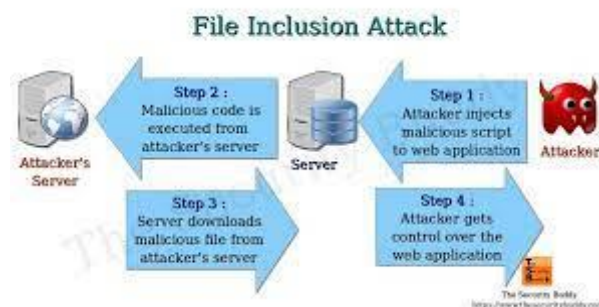 File Inclusion Attack
Step 2 :
Malicious code is
executed from
attacker's server
Step 1 :
Attacker injects
malicious script
to web application
Attacker's
Server
Server
Attacker
Step 3 :
Server downloads
malicious file from
attacker's server
Step 4 :
Attacker gets
control over the
web application
The Security Buddy